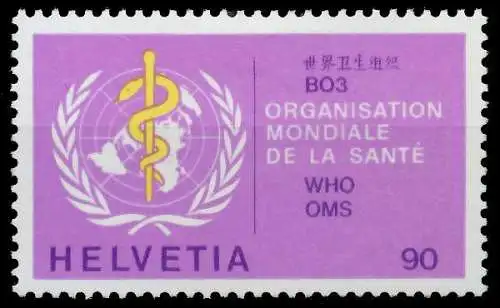 世界卫生组织
ВОЗ
ORGANISATION
MONDIALE
DE LA SANTÉ
WHO
OMS
HELVETIA
90